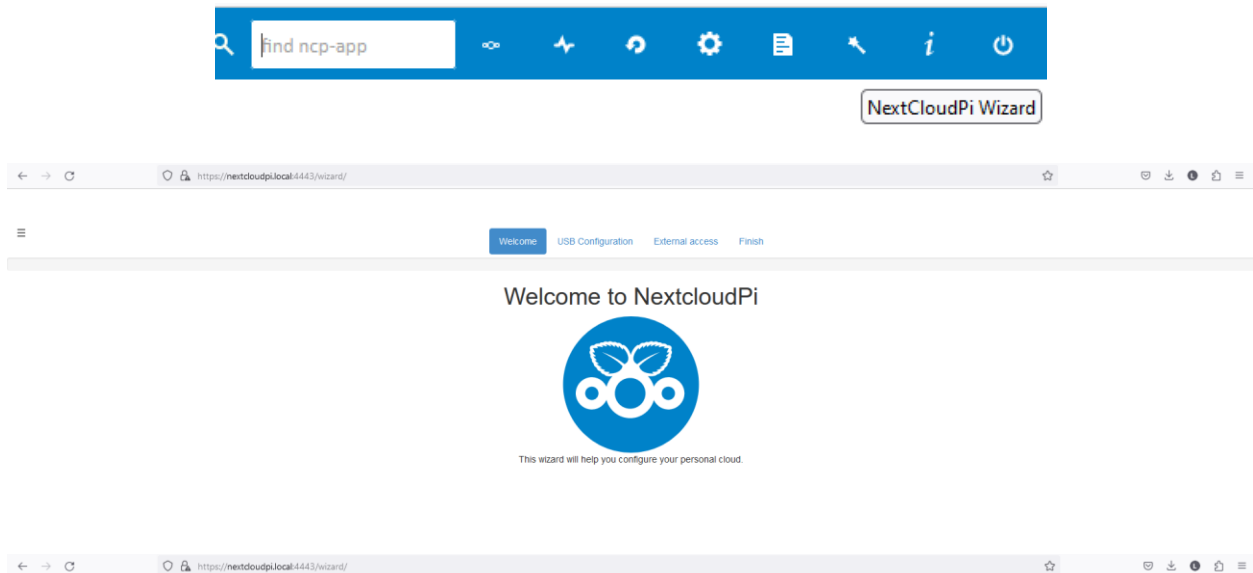 find ncp-app
NextCloudPi Wizard
https://nextcloudpi.local:4443/wizard/
Welcome USB Configuration External access Finish
Welcome to NextcloudPi
This wizard will help you configure your personal cloud.
https://nextcloudpi.local:4443/wizard/